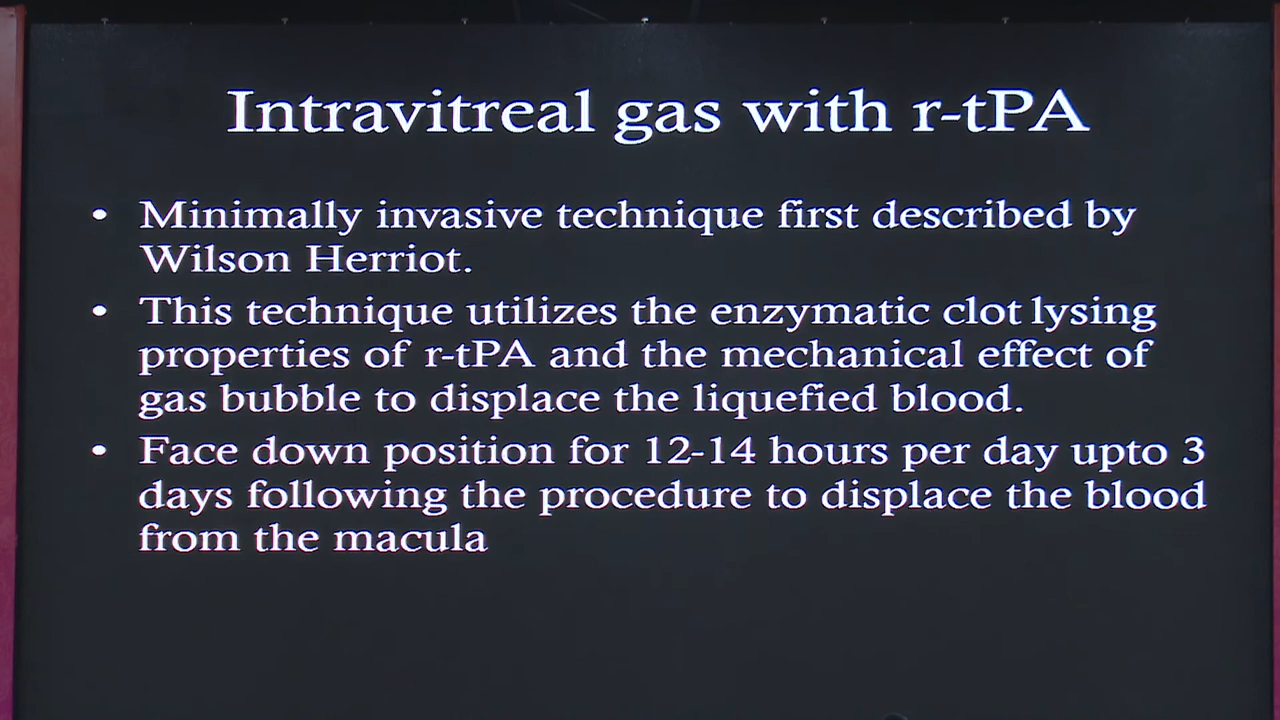 Intravitreal gas with r-tPA
• Minimally invasive technique first described by
Wilson Herriot.
• This technique utilizes the enzymatic clot lysing
properties of r-tPA and the mechanical effect of
gas bubble to displace the liquefied blood.
• Face down position for 12-14 hours per day upto 3
days following the procedure to displace the blood
from the macula